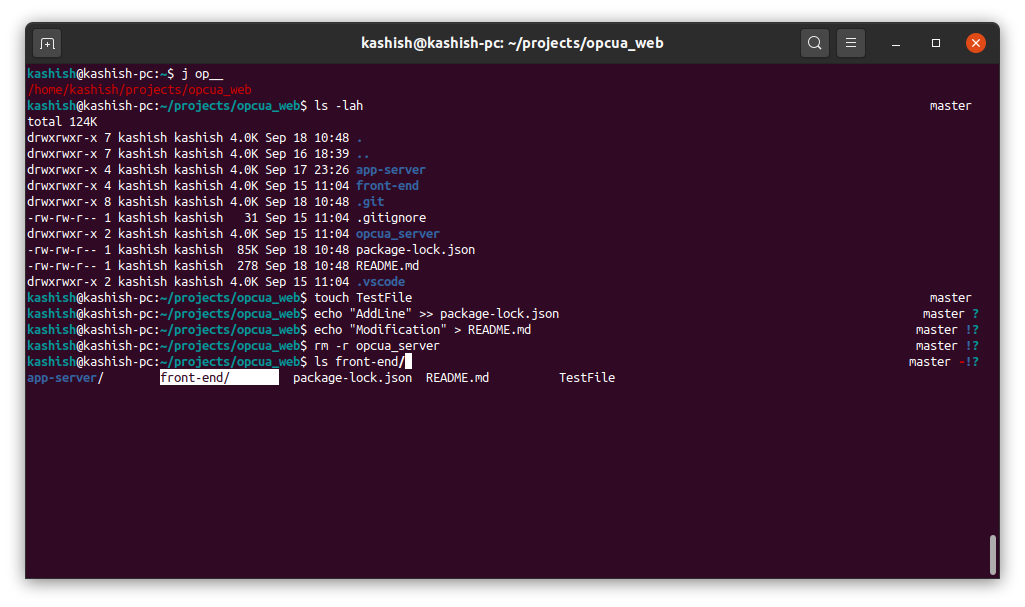 kashish@kashish-pc: ~/projects/opcua_web
kashish@kashish-pc:~$ j op__
/home/kashish/projects/opcua_web
kashish@kashish-pc:~/projects/opcua_web$ ls -lah master
total 124K
drwxrwxr-x 7 kashish kashish 4.0K Sep 18 10:48 .
drwxrwxr-x 7 kashish kashish 4.0K Sep 16 18:39 ..
drwxrwxr-x 4 kashish kashish 4.0K Sep 17 23:26 app-server
drwxrwxr-x 4 kashish kashish 4.0K Sep 15 11:04 front-end
drwxrwxr-x 8 kashish kashish 4.0K Sep 18 10:48 .git
-rw-rw-r-- 1 kashish kashish 31 Sep 15 11:04 .gitignore
drwxrwxr-x 2 kashish kashish 4.0K Sep 15 11:04 opcua_server
-rw-rw-r-- 1 kashish kashish 85K Sep 18 10:48 package-lock.json
-rw-rw-r-- 1 kashish kashish 278 Sep 18 10:48 README.md
drwxrwxr-x 2 kashish kashish 4.0K Sep 15 11:04 .vscode
kashish@kashish-pc:~/projects/opcua_web$ touch TestFile master
kashish@kashish-pc:~/projects/opcua_web$ echo "AddLine" >> package-lock.json master ?
kashish@kashish-pc:~/projects/opcua_web$ echo "Modification" > README.md master !?
kashish@kashish-pc:~/projects/opcua_web$ rm -r opcua_server master !?
kashish@kashish-pc:~/projects/opcua_web$ ls front-end/ master -!?
app-server/ front-end/ package-lock.json README.md TestFile